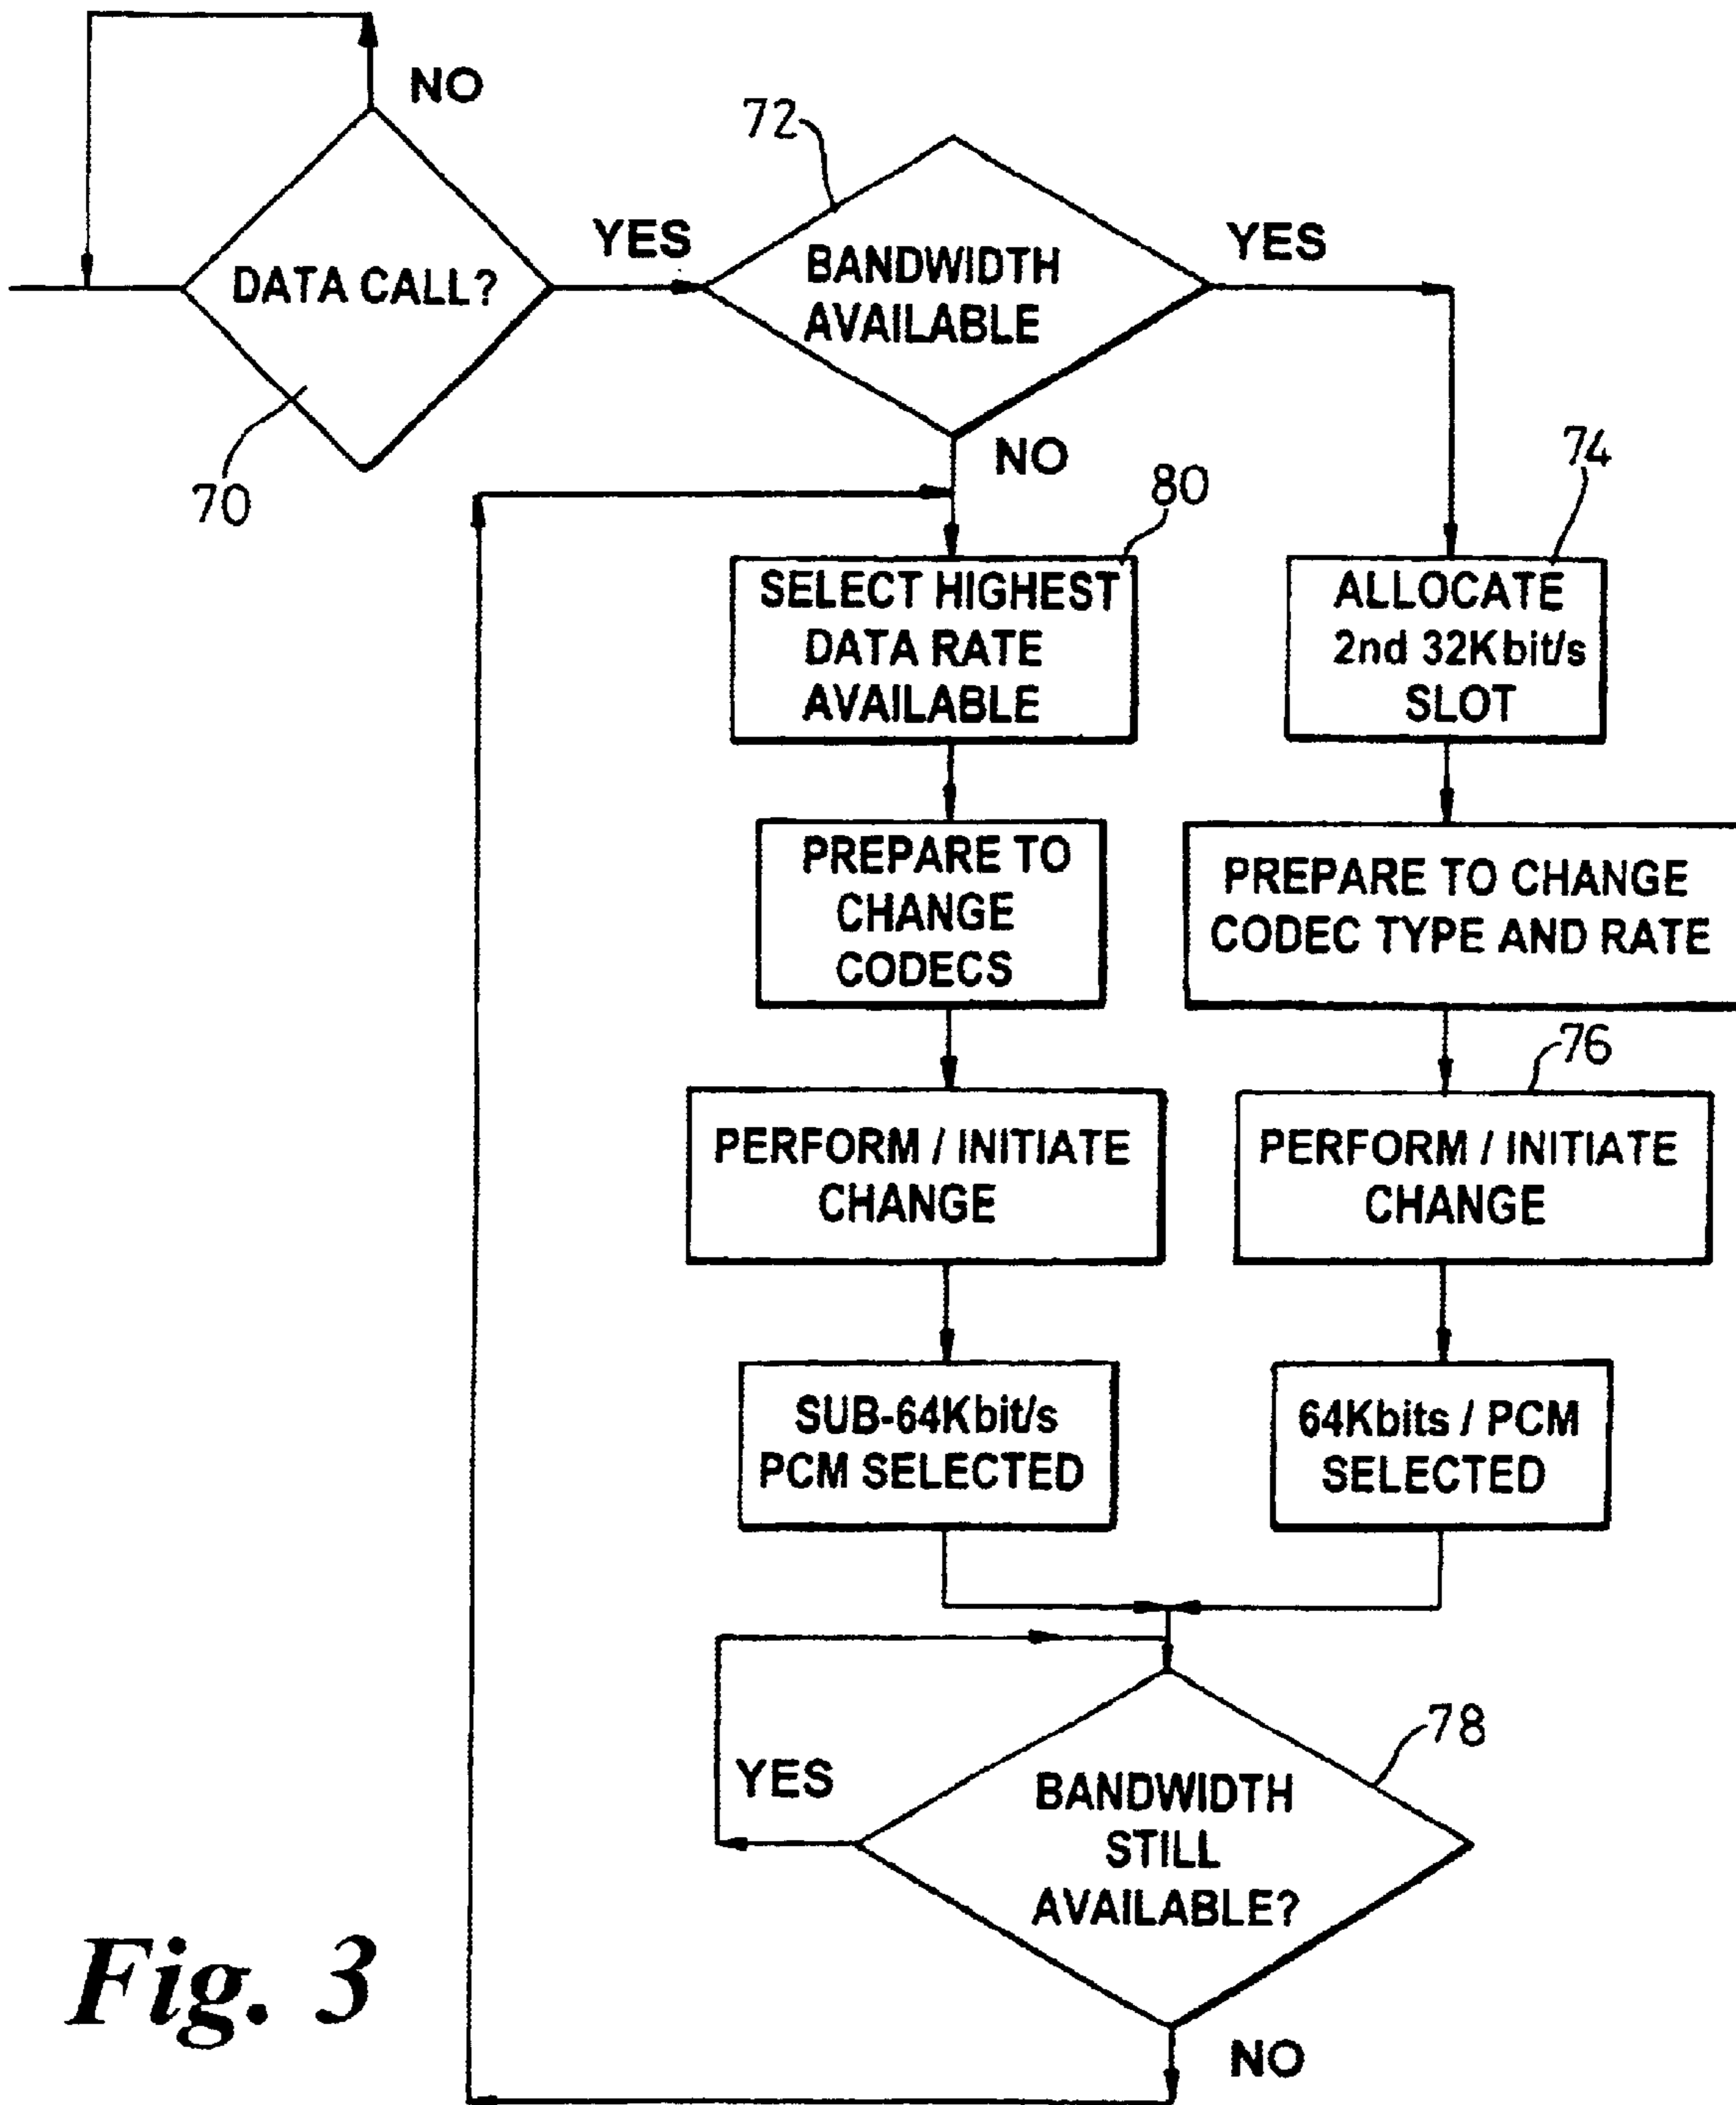 NO
72
YES
YES
DATA CALL?
BANDWIDTH
AVAILABLE
70
NO
80
74
SELECT HIGHEST
DATA RATE
AVAILABLE
ALLOCATE
2nd 32Kbit/s
SLOT
PREPARE TO
CHANGE
CODECS
PREPARE TO CHANGE
CODEC TYPE AND RATE
76
PERFORM / INITIATE
CHANGE
PERFORM / INITIATE
CHANGE
SUB-64Kbit/s
PCM SELECTED
64Kbits / PCM
SELECTED
78
YES
BANDWIDTH
STILL
AVAILABLE?
NO
Fig. 3